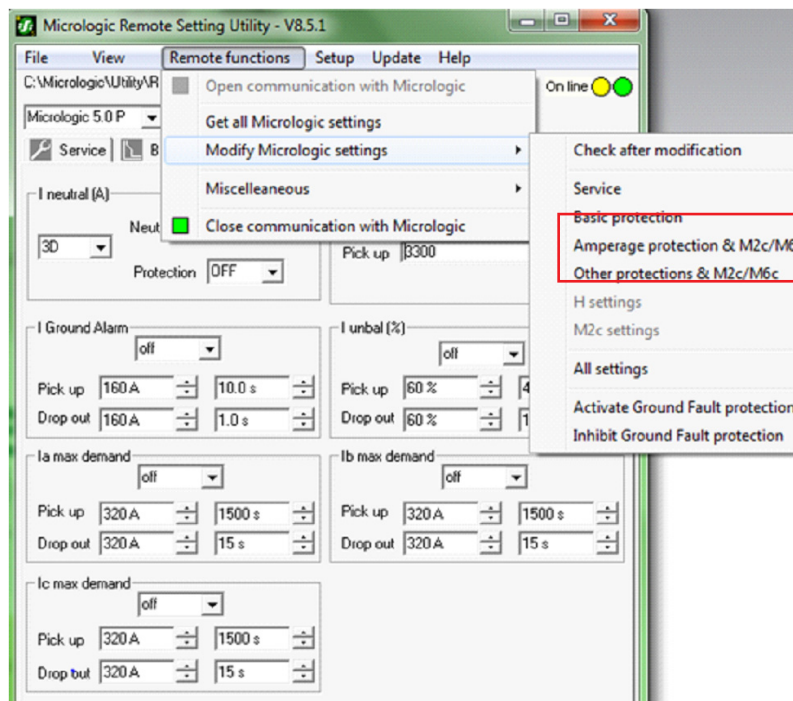 Micrologic Remote Setting Utility - V8.5.1
File View Remote functions Setup Update Help
C:\Micrologic\Utility\R
On line
Micrologic 5.0 P
Service B
Open communication with Micrologic
Get all Micrologic settings
Modify Micrologic settings
Miscelleaneous
Close communication with Micrologic
Check after modification
Service
Basic protection
Amperage protection & M2c/M6
Other protections & M2c/M6c
H settings
M2c settings
All settings
Activate Ground Fault protection
Inhibit Ground Fault protection
I neutral (A)
Neut
3D
Protection OFF
Pick up 3300
I Ground Alarm
off
Pick up 160 A 10.0 s
Drop out 160 A 1.0 s
I unbal (%)
off
Pick up 60 % 4
Drop out 60 % 1
Ia max demand
off
Pick up 320 A 1500 s
Drop out 320 A 15 s
Ib max demand
off
Pick up 320 A 1500 s
Drop out 320 A 15 s
Ic max demand
off
Pick up 320 A 1500 s
Drop out 320 A 15 s